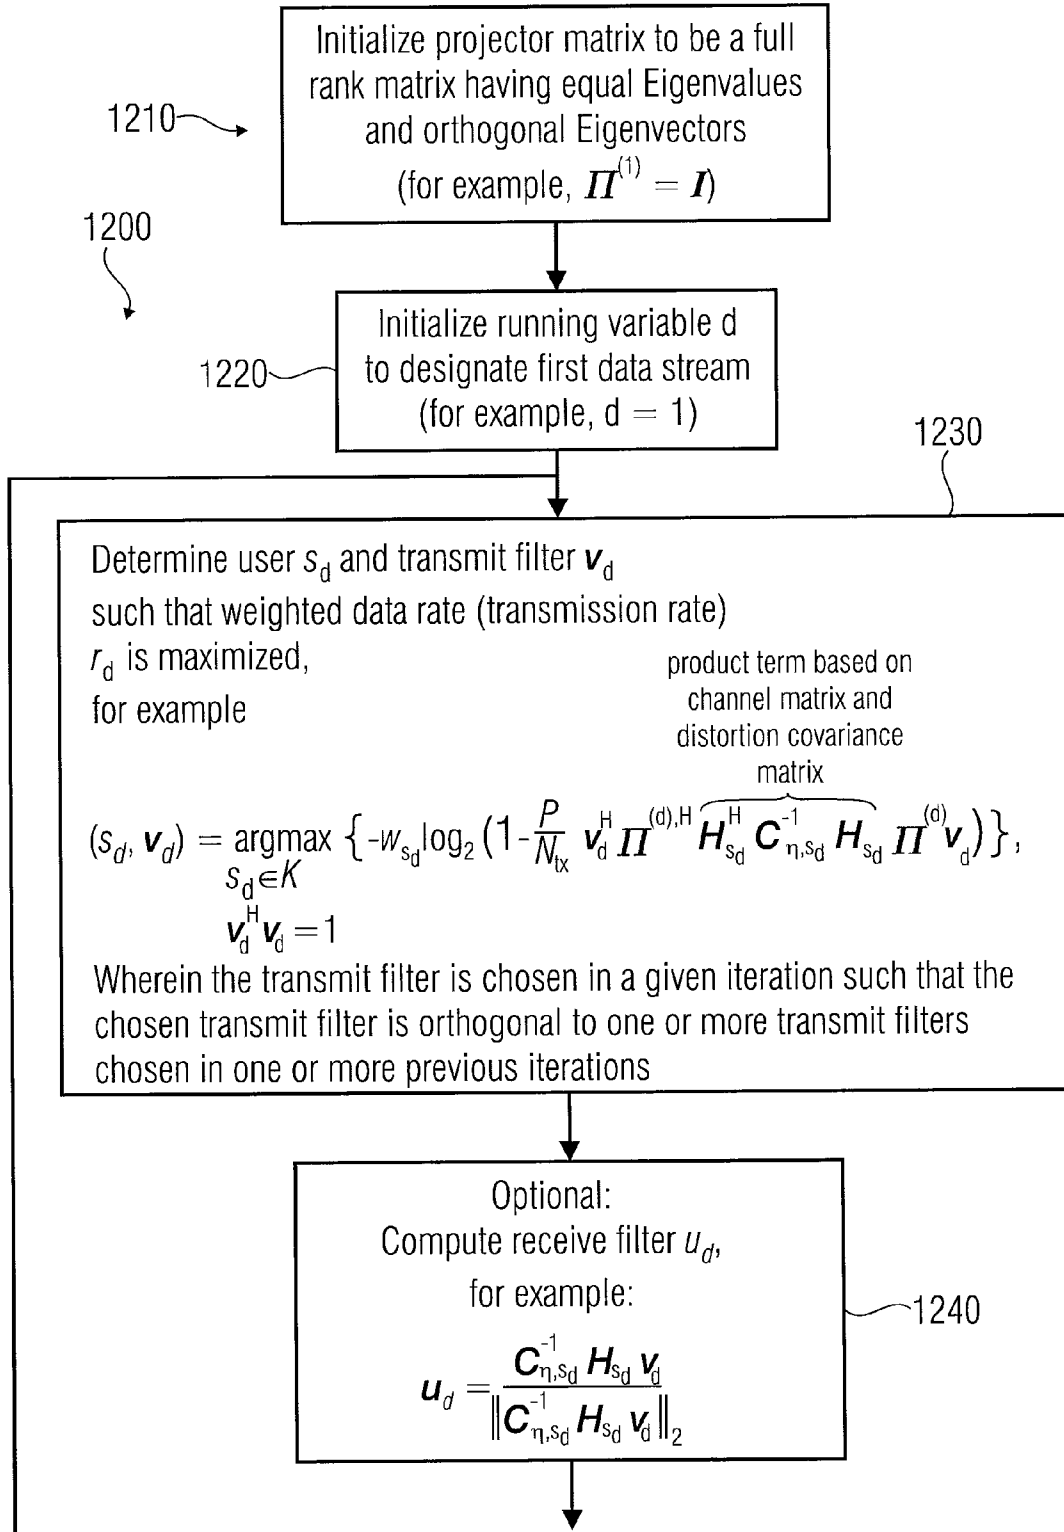 Initialize projector matrix to be a full
rank matrix having equal Eigenvalues
and orthogonal Eigenvectors
(for example, Π^(1) = I)
1210
1200
Initialize running variable d
to designate first data stream
(for example, d = 1)
1220
1230
Determine user s_d and transmit filter v_d
such that weighted data rate (transmission rate)
r_d is maximized,
for example
product term based on
channel matrix and
distortion covariance
matrix
(s_d, v_d) = argmax {-w_{s_d} log_2 (1 - P/N_tx v_d^H Π^{(d),H} H_{s_d}^H C_{η,s_d}^{-1} H_{s_d} Π^{(d)} v_d)},
s_d ∈ K
v_d^H v_d = 1
Wherein the transmit filter is chosen in a given iteration such that the
chosen transmit filter is orthogonal to one or more transmit filters
chosen in one or more previous iterations
Optional:
Compute receive filter u_d,
for example:
1240
u_d = C_{η,s_d}^{-1} H_{s_d} v_d / ‖C_{η,s_d}^{-1} H_{s_d} v_d‖_2